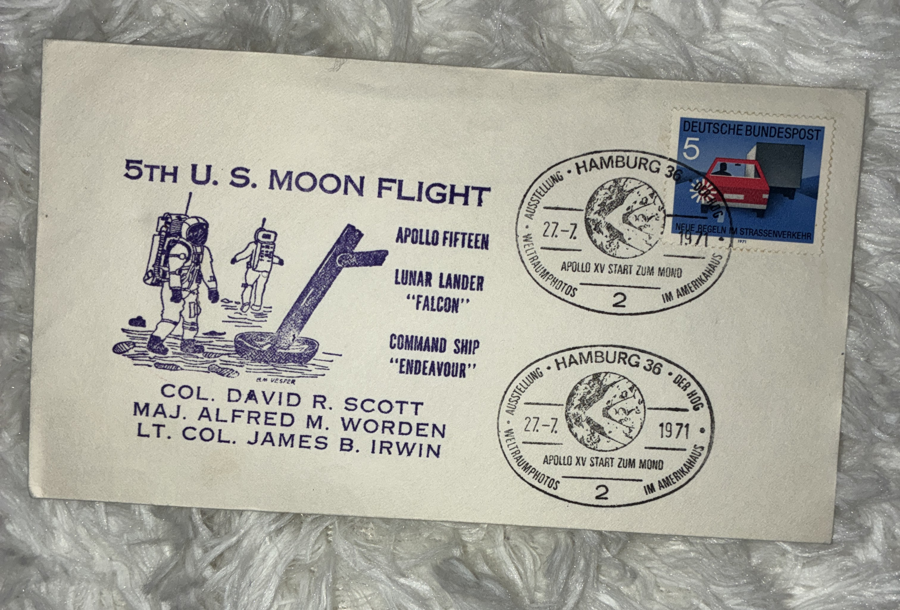 5TH U. S. MOON FLIGHT
APOLLO FIFTEEN
LUNAR LANDER
"FALCON"
COMMAND SHIP
"ENDEAVOUR"
COL. DAVID R. SCOTT
MAJ. ALFRED M. WORDEN
LT. COL. JAMES B. IRWIN
DEUTSCHE BUNDESPOST
5
NEUE REGELN IM STRASSENVERKEHR
1971
· HAMBURG 36 · DER HOG
AUSSTELLUNG
27.-7. 1971
APOLLO XV START ZUM MOND
WELTRAUMPHOTOS IM AMERIKAHAUS
2
· HAMBURG 36 · DER HOG
AUSSTELLUNG
27.-7. 1971
APOLLO XV START ZUM MOND
WELTRAUMPHOTOS IM AMERIKAHAUS
2